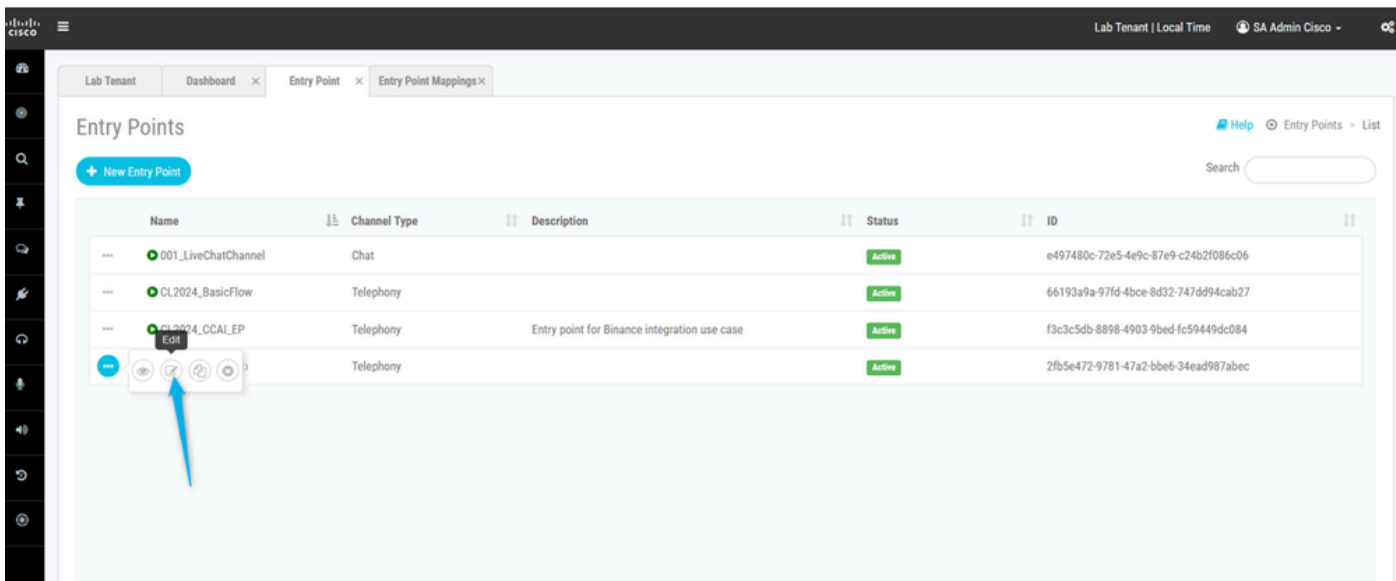 CISCO
Lab Tenant | Local Time SA Admin Cisco
Lab Tenant Dashboard × Entry Point × Entry Point Mappings×
Entry Points
Help Entry Points > List
+ New Entry Point
Search
Name Channel Type Description Status ID
001_LiveChatChannel Chat Active e497480c-72e5-4e9c-87e9-c24b2f086c06
CL2024_BasicFlow Telephony Active 66193a9a-97fd-4bce-8d32-747dd94cab27
CL2024_CCAI_EP Telephony Entry point for Binance integration use case Active f3c3c5db-8898-4903-9bed-fc59449dc084
Edit
Telephony Active 2fb5e472-9781-47a2-bbe6-34ead987abec